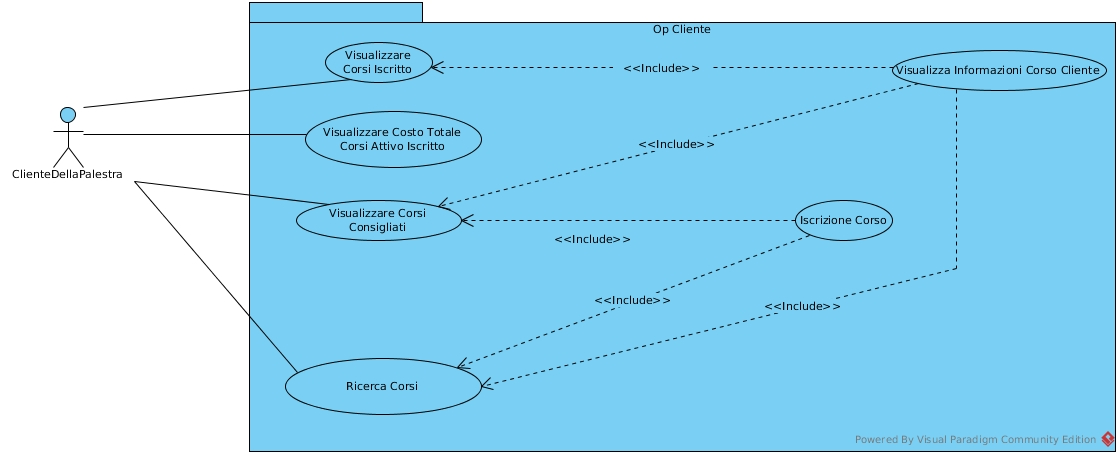 Op Cliente
Visualizzare
Corsi Iscritto
<<Include>>
Visualizza Informazioni Corso Cliente
ClienteDellaPalestra
Visualizzare Costo Totale
Corsi Attivo Iscritto
<<Include>>
Visualizzare Corsi
Consigliati
Iscrizione Corso
<<Include>>
<<Include>>
<<Include>>
Ricerca Corsi
Powered By Visual Paradigm Community Edition